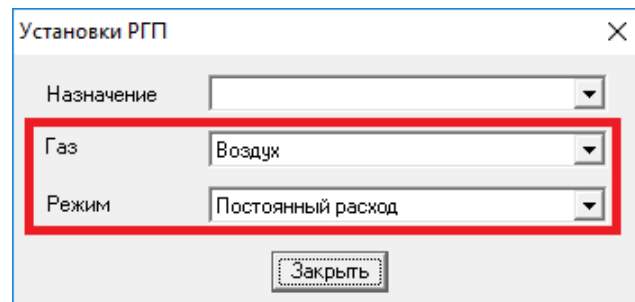 Установки РГП
Назначение
Газ Воздух
Режим Постоянный расход
Закрыть